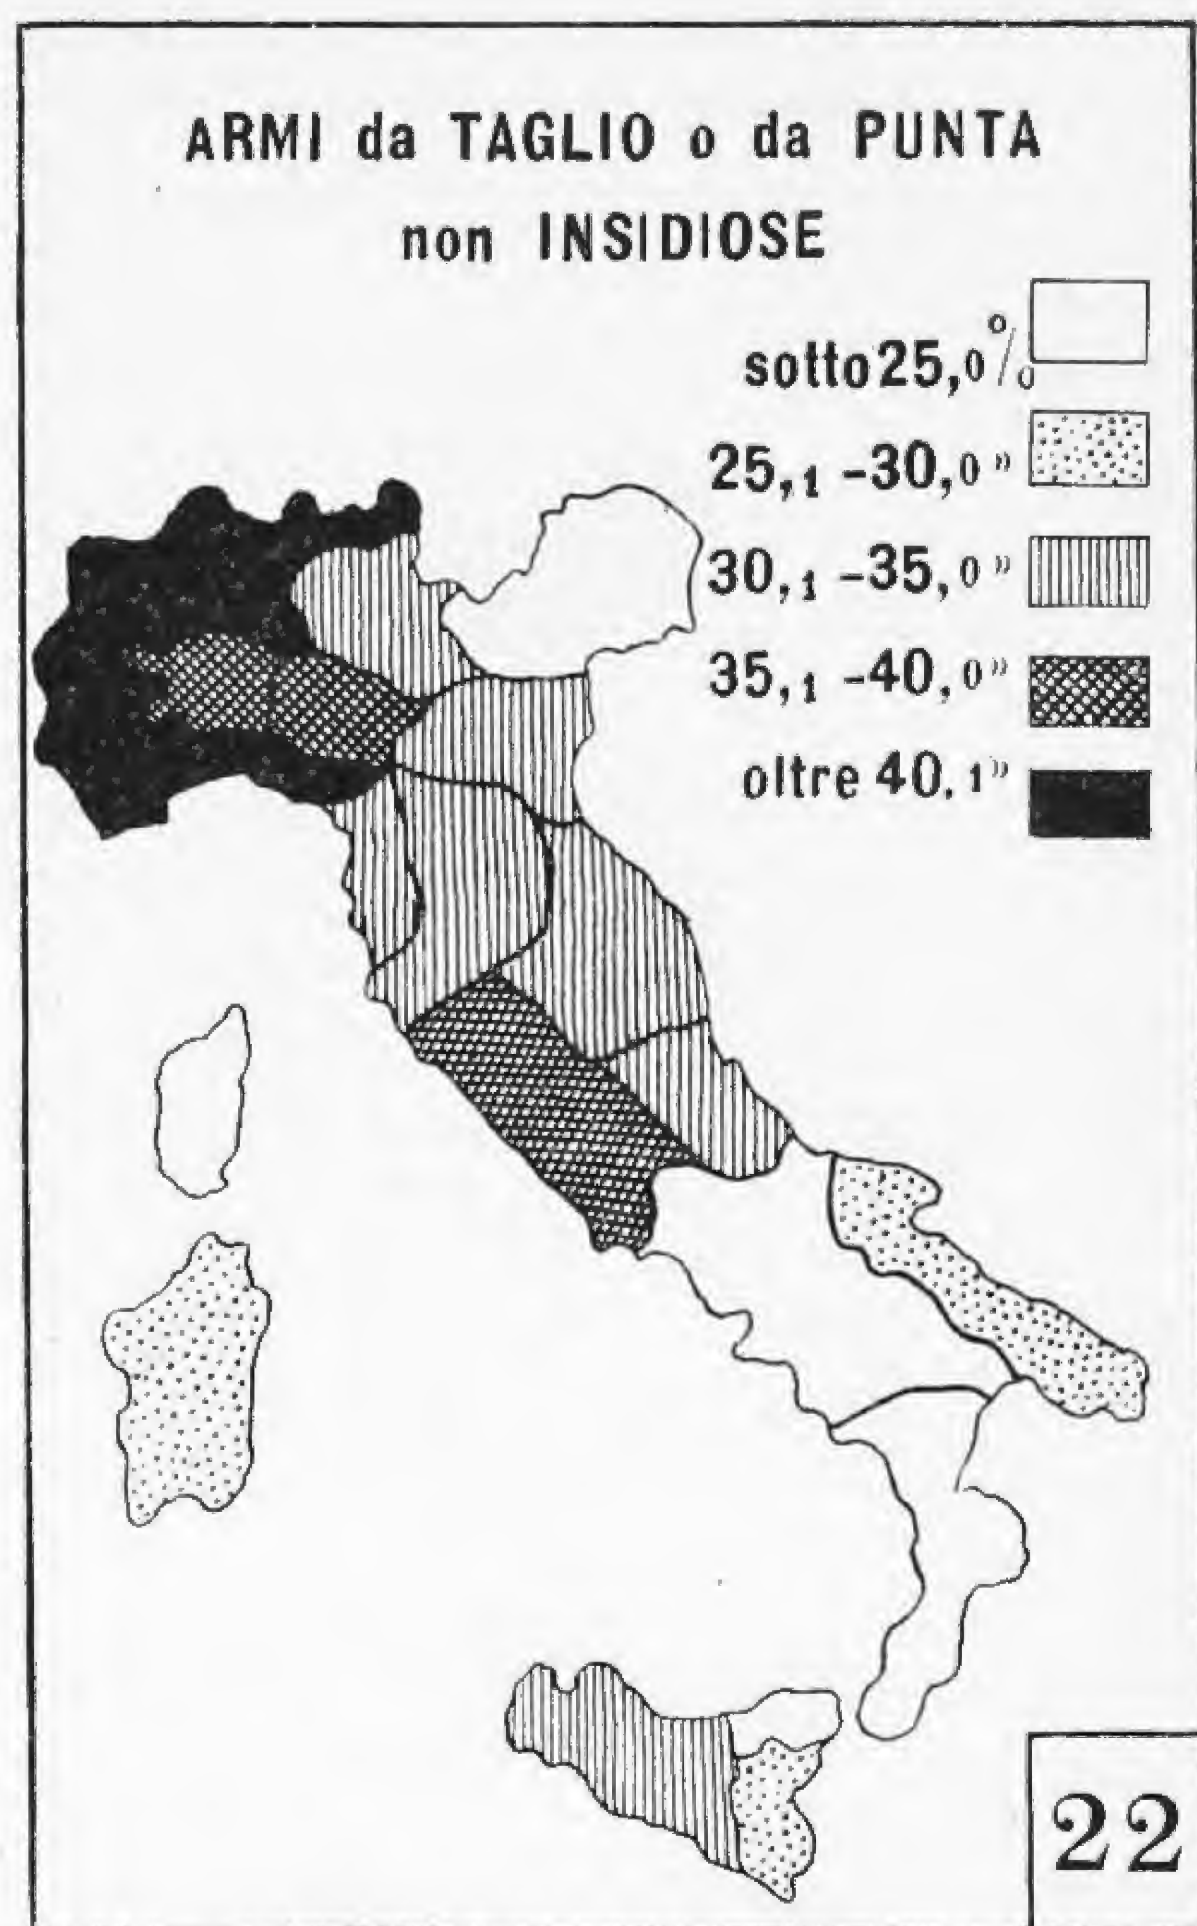 ARMI da TAGLIO o da PUNTA
non INSIDIOSE
sotto 25,0%
25,1 -30,0 "
30,1 -35,0 "
35,1 -40,0 "
oltre 40.1 "
22